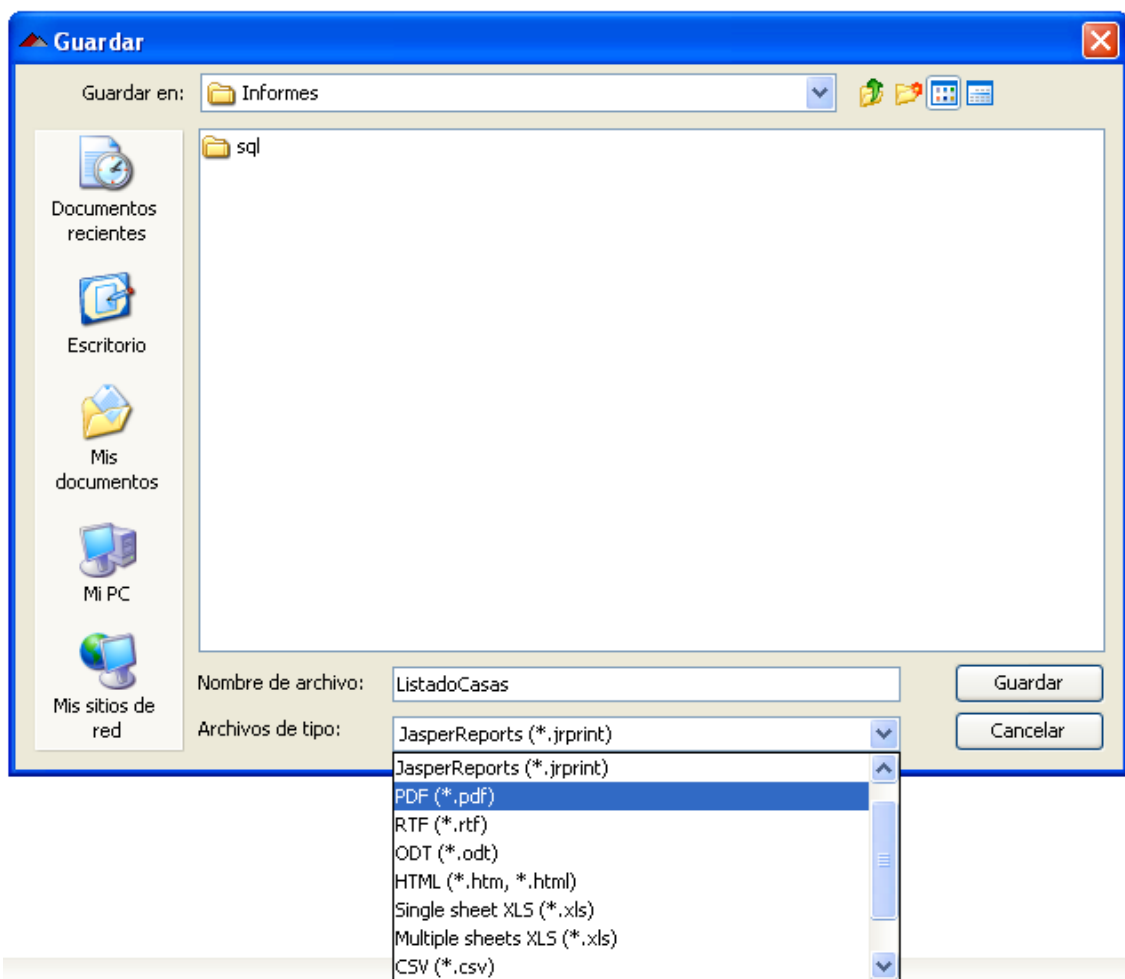 Guardar
Guardar en:
Informes
sql
Documentos
recientes
Escritorio
Mis
documentos
Mi PC
Mis sitios de
red
Nombre de archivo:
ListadoCasas
Guardar
Archivos de tipo:
JasperReports (*.jrprint)
Cancelar
JasperReports (*.jrprint)
PDF (*.pdf)
RTF (*.rtf)
ODT (*.odt)
HTML (*.htm, *.html)
Single sheet XLS (*.xls)
Multiple sheets XLS (*.xls)
CSV (*.csv)